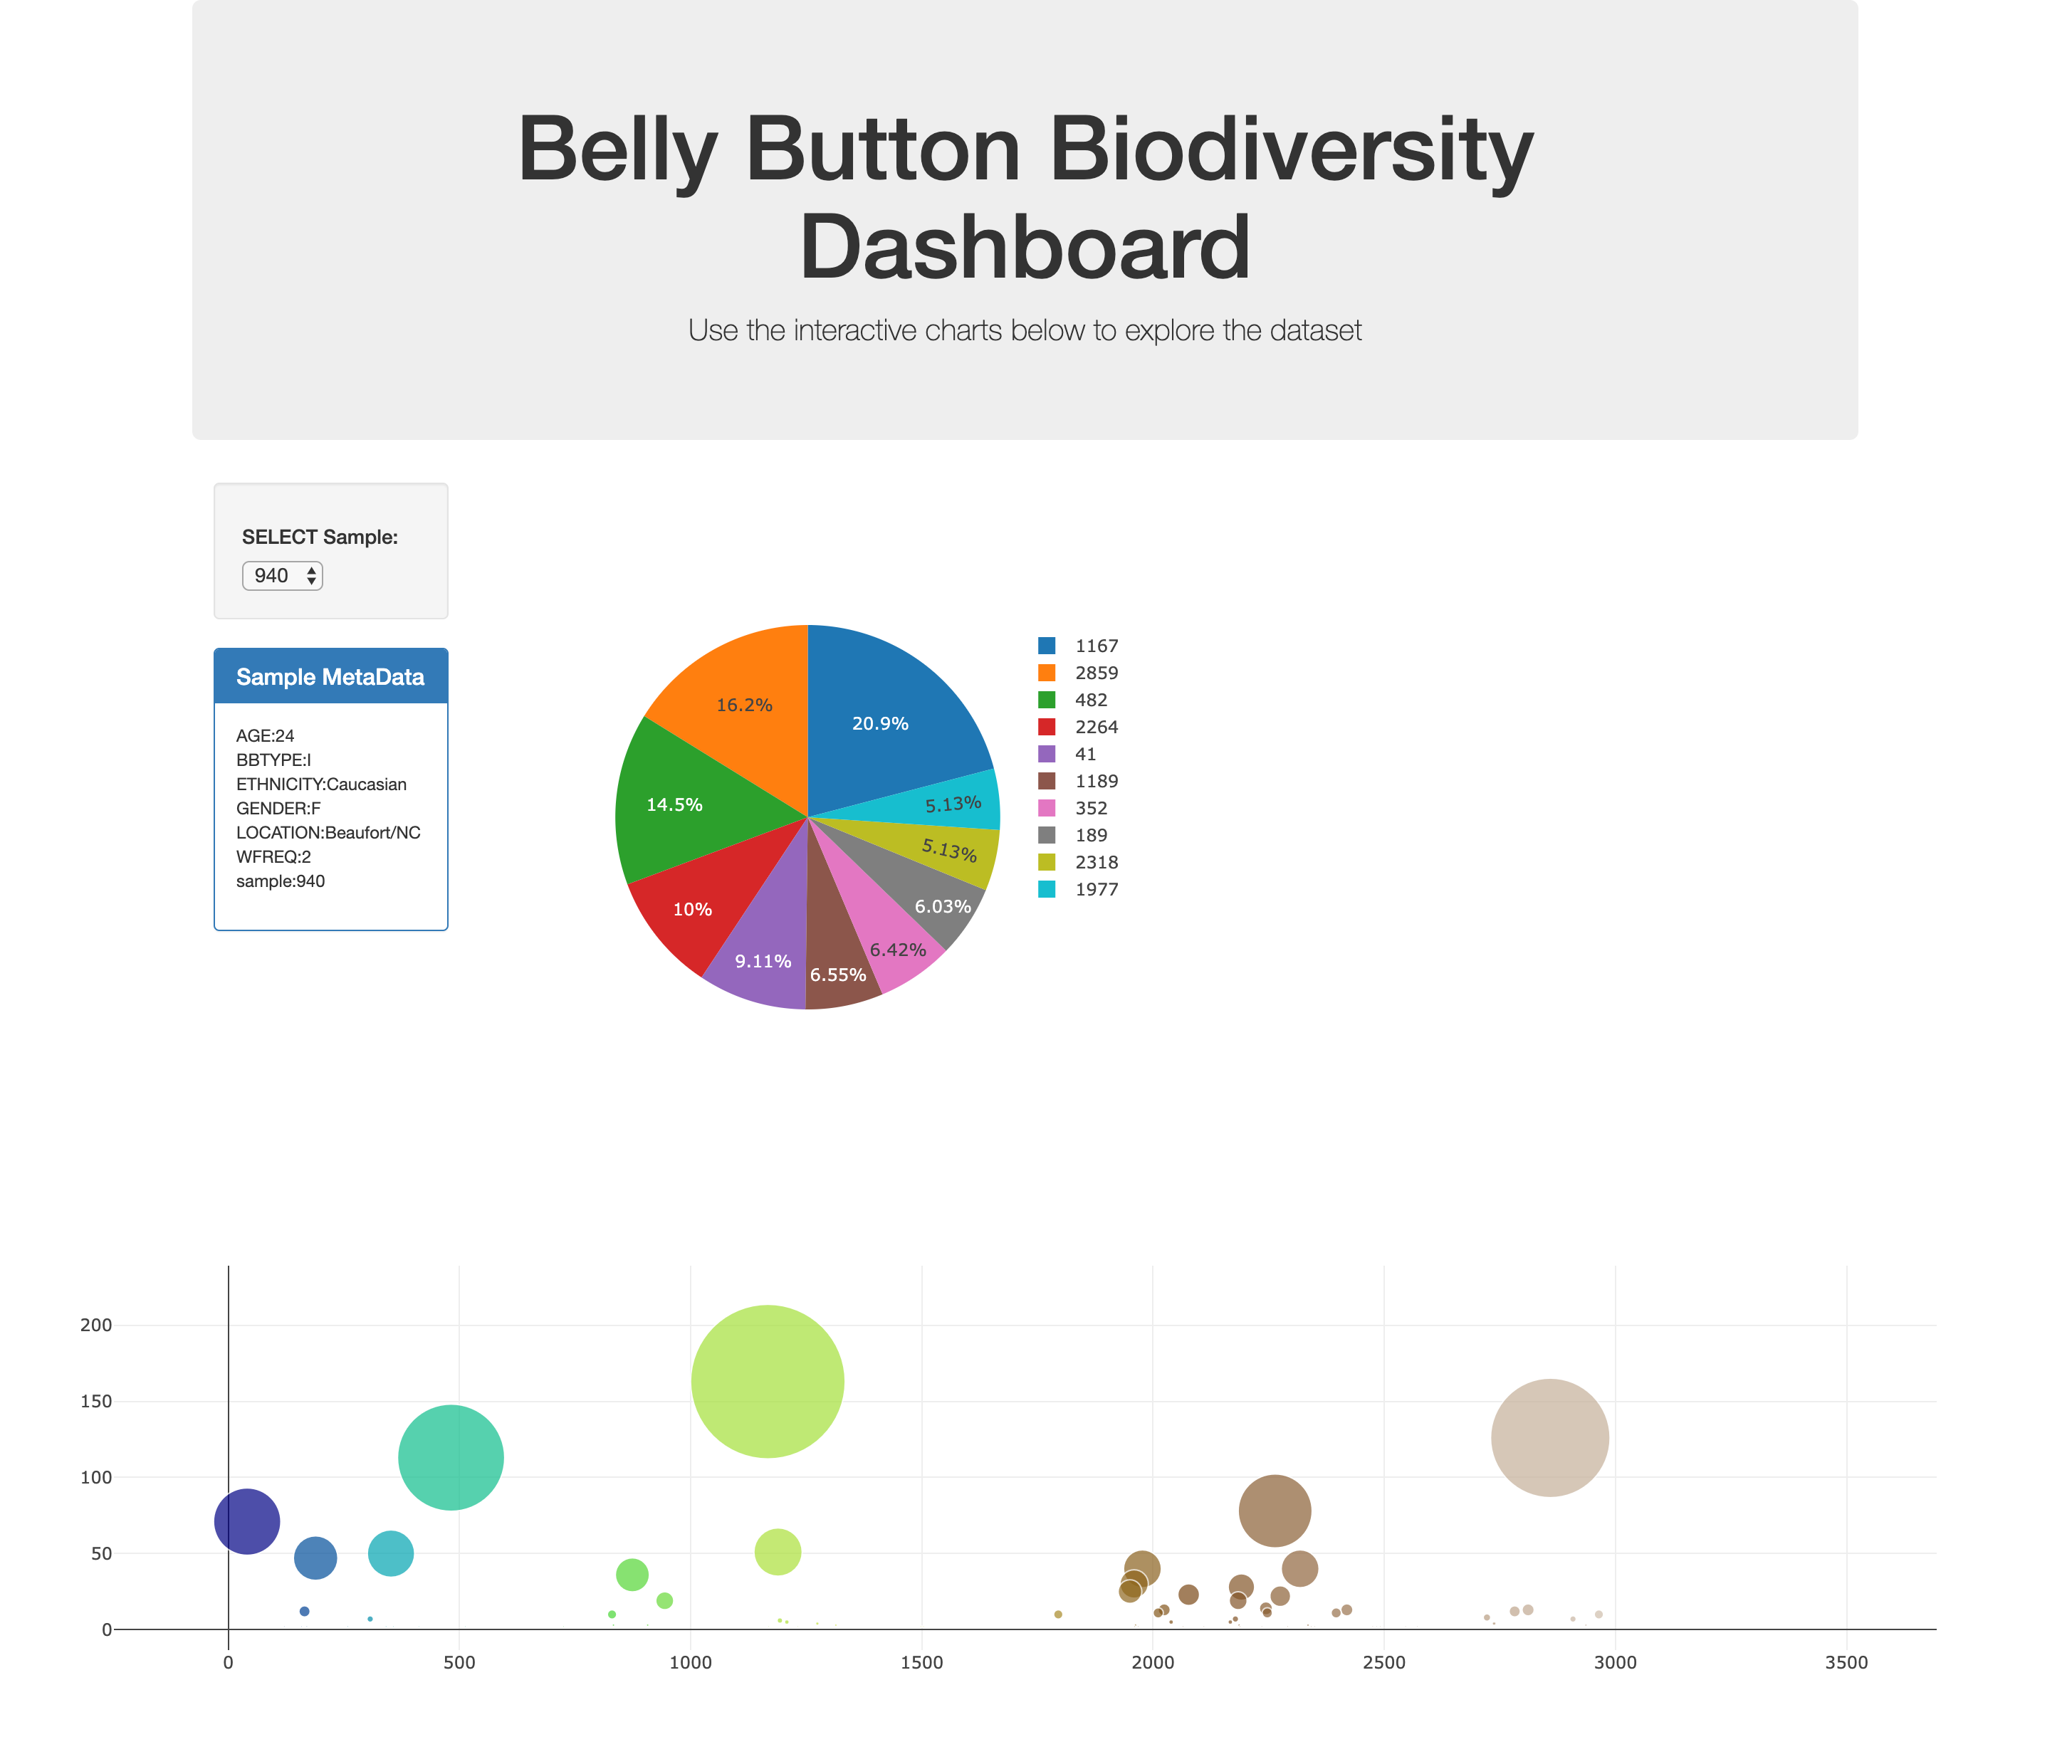 Belly Button Biodiversity
Dashboard
Use the interactive charts below to explore the dataset
SELECT Sample:
940
Sample MetaData
AGE:24
BBTYPE:I
ETHNICITY:Caucasian
GENDER:F
LOCATION:Beaufort/NC
WFREQ:2
sample:940
16.2%
20.9%
14.5%
5.13%
5.13%
10%
6.03%
9.11%
6.55%
6.42%
1167
2859
482
2264
41
1189
352
189
2318
1977
200
150
100
50
0
0 500 1000 1500 2000 2500 3000 3500